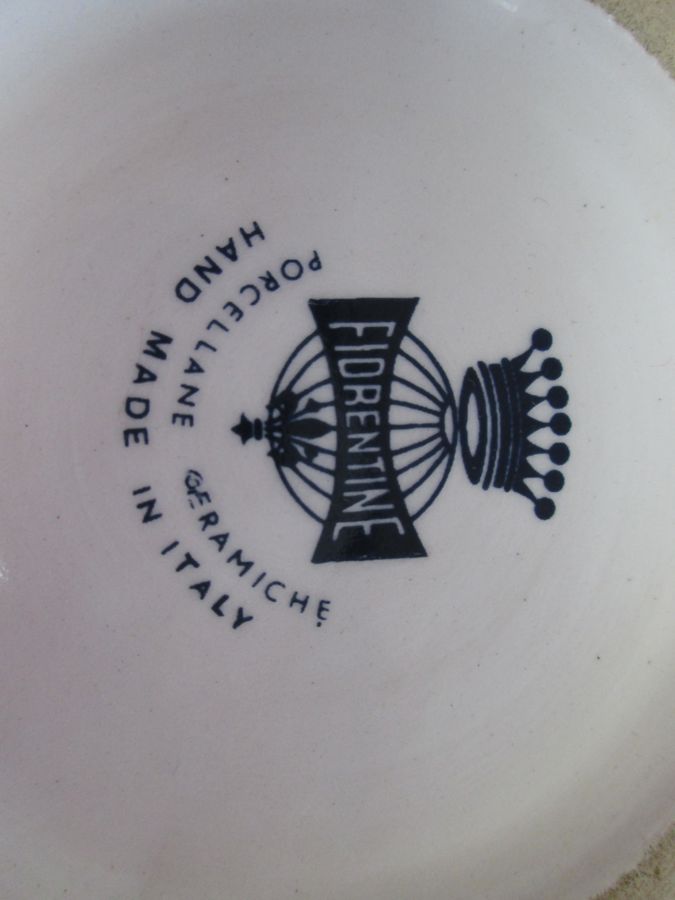 FIORENTINE
PORCELLANE CERAMICHE
HAND MADE IN ITALY